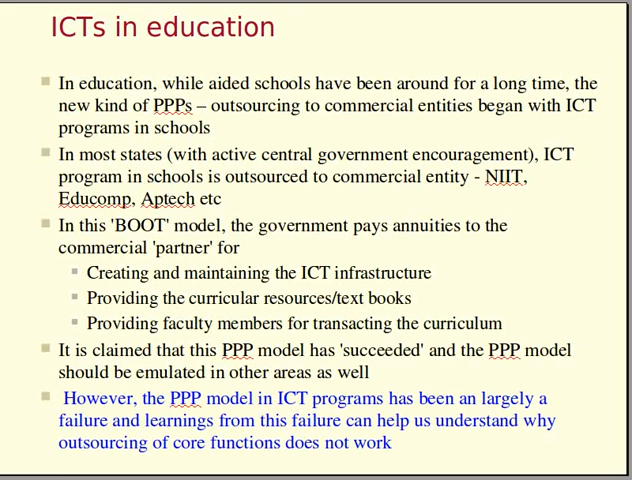 ICTs in education
In education, while aided schools have been around for a long time, the
new kind of PPPs – outsourcing to commercial entities began with ICT
programs in schools
In most states (with active central government encouragement), ICT
program in schools is outsourced to commercial entity - NIIT,
Educomp, Aptech etc
In this 'BOOT' model, the government pays annuities to the
commercial 'partner' for
Creating and maintaining the ICT infrastructure
Providing the curricular resources/text books
Providing faculty members for transacting the curriculum
It is claimed that this PPP model has 'succeeded' and the PPP model
should be emulated in other areas as well
However, the PPP model in ICT programs has been an largely a
failure and learnings from this failure can help us understand why
outsourcing of core functions does not work